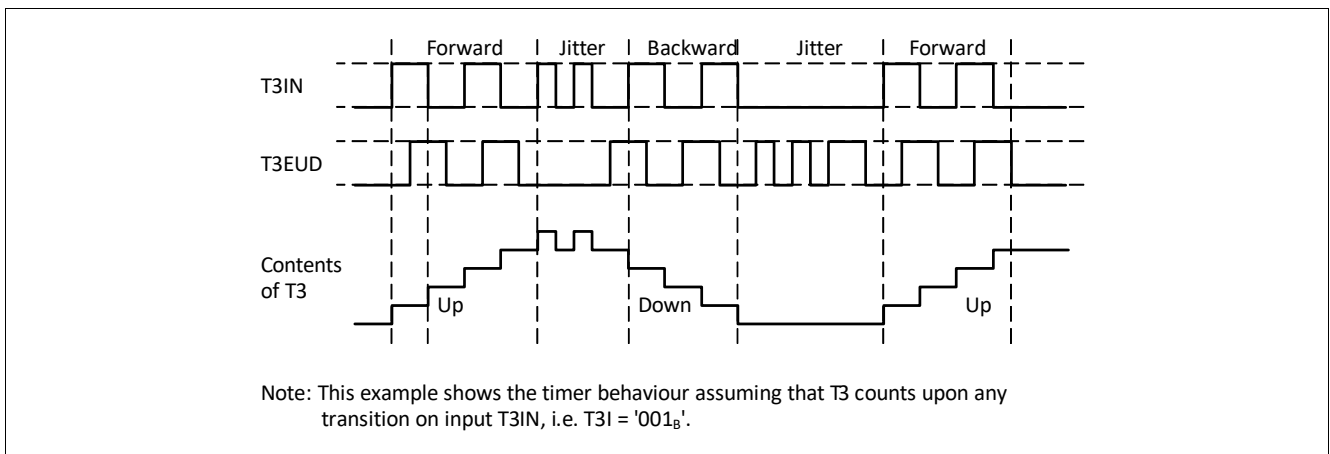 Forward Jitter Backward Jitter Forward
T3IN
T3EUD
Contents
of T3
Up Down Up
Note: This example shows the timer behaviour assuming that T3 counts upon any
transition on input T3IN, i.e. T3I = '001B'.